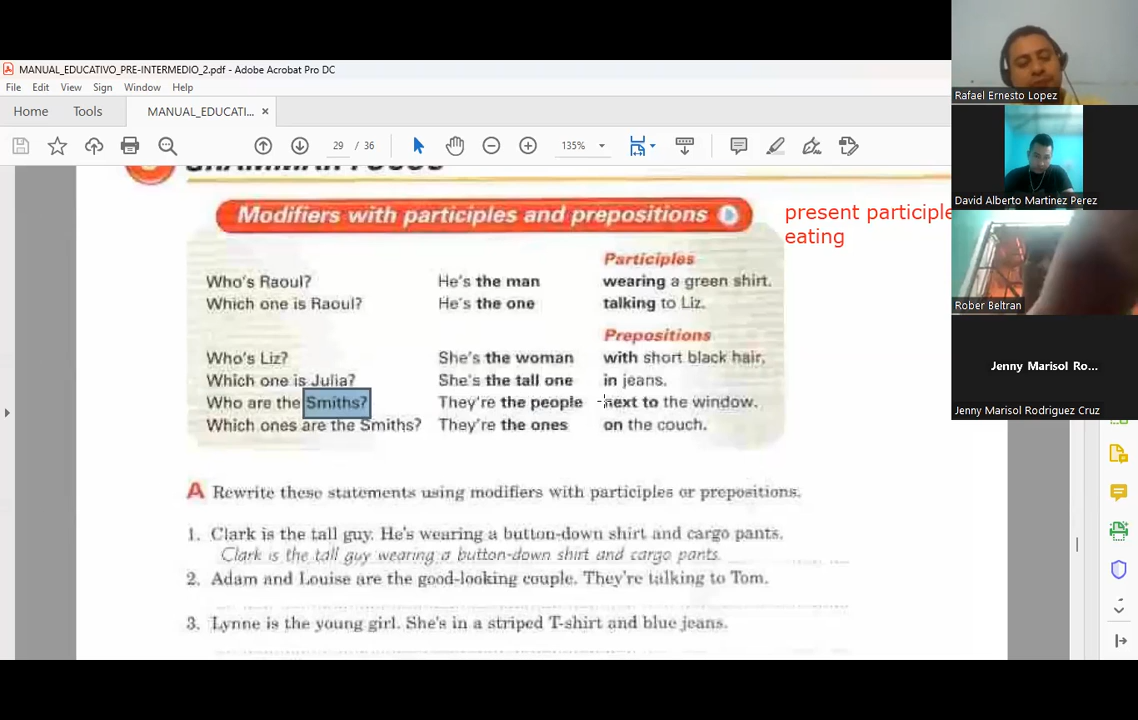 MANUAL_EDUCATIVO_PRE-INTERMEDIO_2.pdf - Adobe Acrobat Pro DC
File Edit View Sign Window Help
Home Tools MANUAL_EDUCATI... ×
29 / 36 135%
GRAMMAR FOCUS
Modifiers with participles and prepositions
present participle
eating
Participles
Who's Raoul? He's the man wearing a green shirt.
Which one is Raoul? He's the one talking to Liz.
Prepositions
Who's Liz? She's the woman with short black hair.
Which one is Julia? She's the tall one in jeans.
Who are the Smiths? They're the people next to the window.
Which ones are the Smiths? They're the ones on the couch.
A Rewrite these statements using modifiers with participles or prepositions.
1. Clark is the tall guy. He's wearing a button-down shirt and cargo pants.
Clark is the tall guy wearing a button-down shirt and cargo pants.
2. Adam and Louise are the good-looking couple. They're talking to Tom.
3. Lynne is the young girl. She's in a striped T-shirt and blue jeans.
Rafael Ernesto Lopez
David Alberto Martinez Perez
Rober Beltran
Jenny Marisol Ro...
Jenny Marisol Rodriguez Cruz